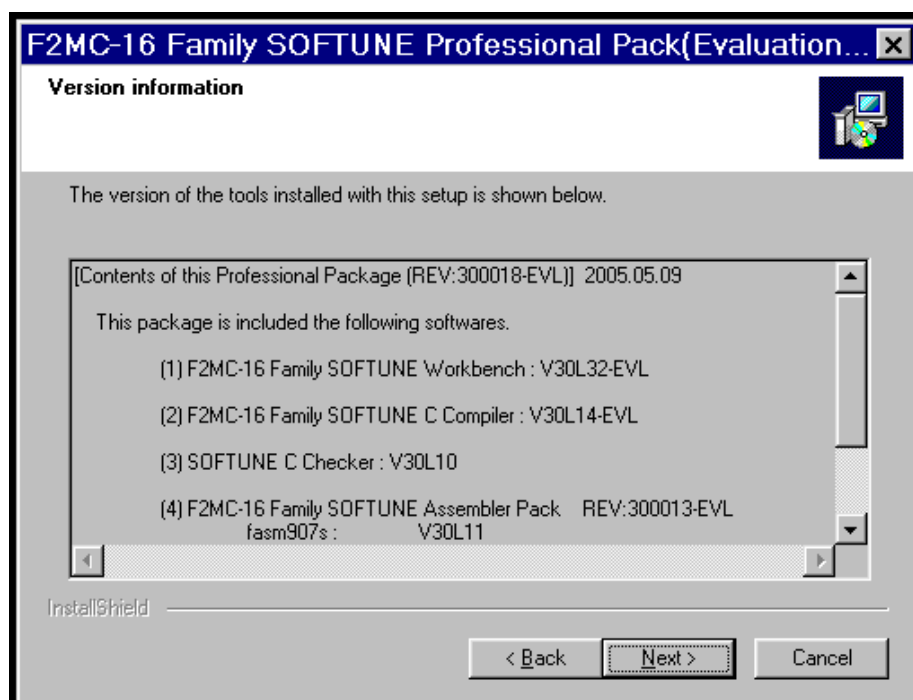 F2MC-16 Family SOFTUNE Professional Pack(Evaluation...
Version information
The version of the tools installed with this setup is shown below.
[Contents of this Professional Package (REV:300018-EVL)]  2005.05.09
This package is included the following softwares.
(1) F2MC-16 Family SOFTUNE Workbench : V30L32-EVL
(2) F2MC-16 Family SOFTUNE C Compiler : V30L14-EVL
(3) SOFTUNE C Checker : V30L10
(4) F2MC-16 Family SOFTUNE Assembler Pack    REV:300013-EVL
fasm907s :    V30L11
InstallShield
< Back    Next >    Cancel